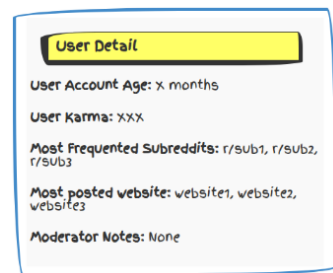 User Detail
User Account Age: x months
User Karma: xxx
Most Frequented Subreddits: r/sub1, r/sub2,
r/sub3
Most posted website: website1, website2,
website3
Moderator Notes: None